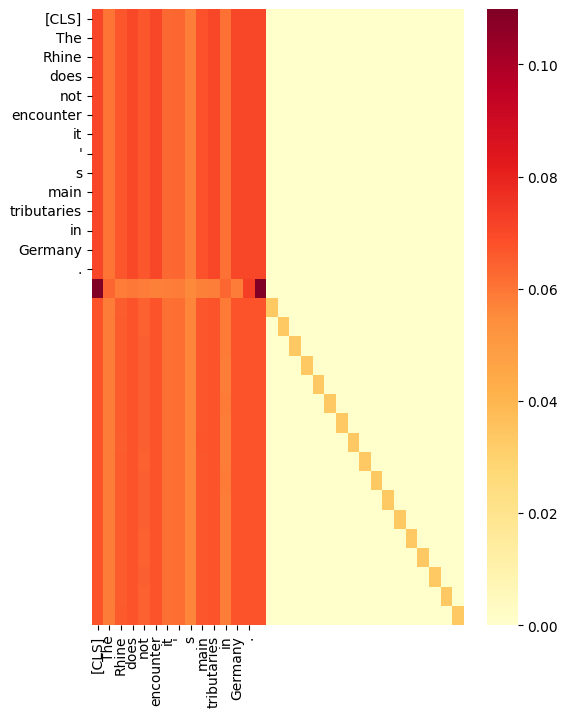 [CLS]
The
Rhine
does
not
encounter
it
'
s
main
tributaries
in
Germany
.
0.10
0.08
0.06
0.04
0.02
0.00
[CLS]
The
Rhine
does
not
encounter
it
'
s
main
tributaries
in
Germany
.